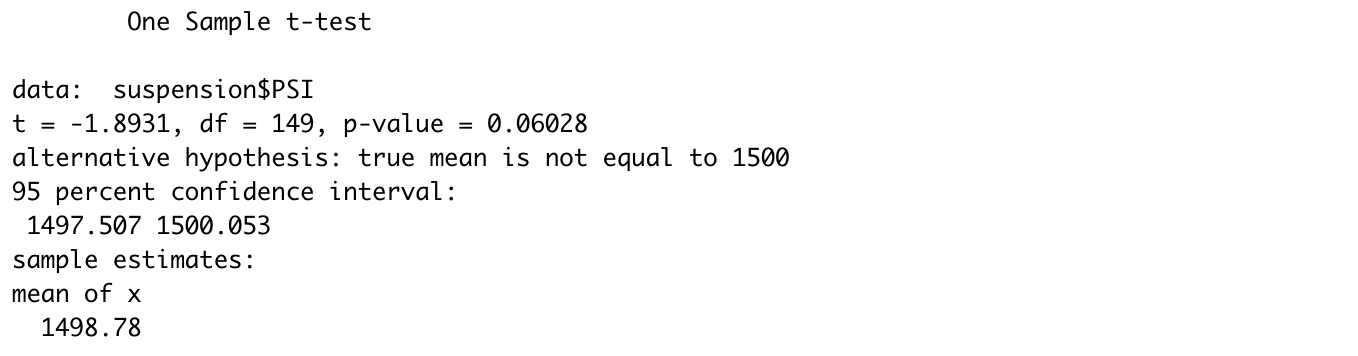 One Sample t-test
data:  suspension$PSI
t = -1.8931, df = 149, p-value = 0.06028
alternative hypothesis: true mean is not equal to 1500
95 percent confidence interval:
1497.507 1500.053
sample estimates:
mean of x
1498.78